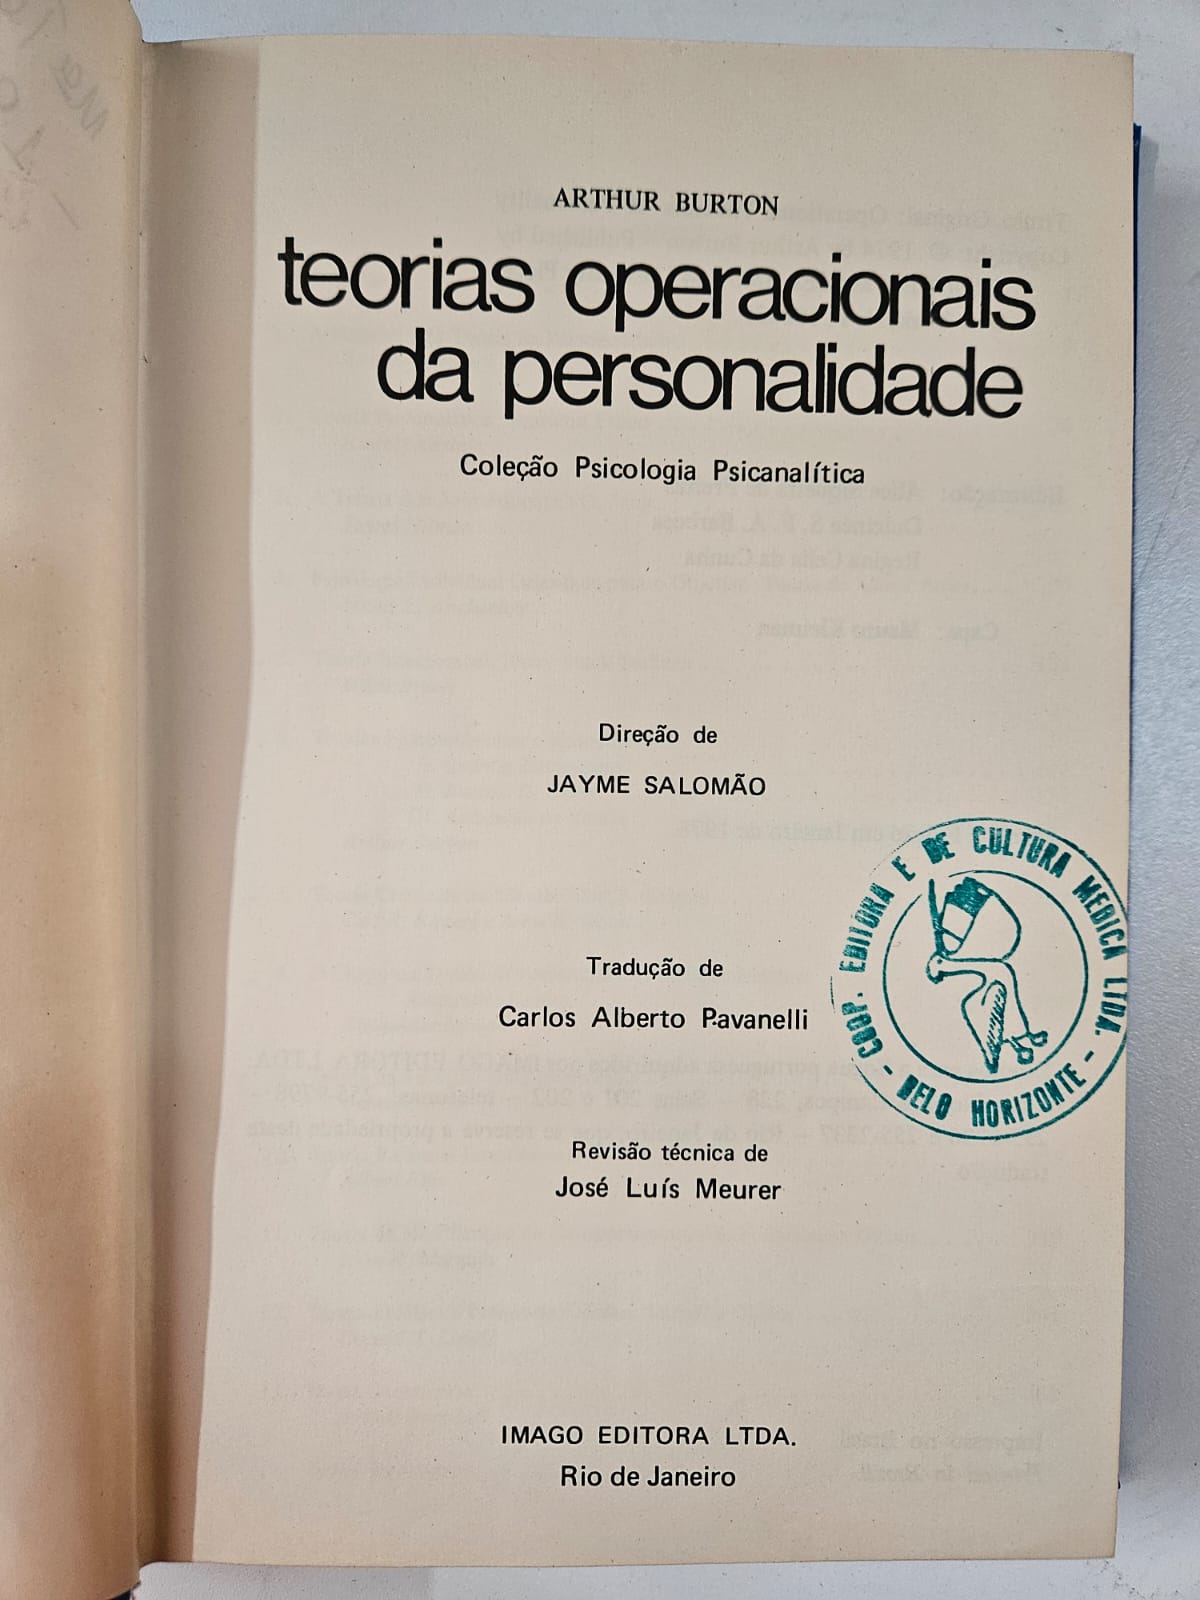 ARTHUR BURTON
teorias operacionais
da personalidade
Coleção Psicologia Psicanalítica
Direção de
JAYME SALOMÃO
COOP. EDITORA E DE CULTURA MEDICA LTDA.
- BELO HORIZONTE -
Tradução de
Carlos Alberto Pavanelli
Revisão técnica de
José Luís Meurer
IMAGO EDITORA LTDA.
Rio de Janeiro